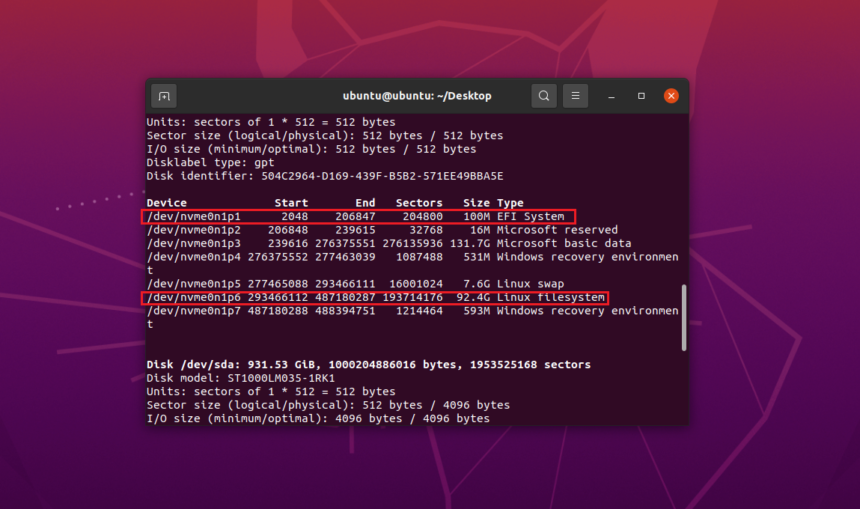 ubuntu@ubuntu: ~/Desktop
Units: sectors of 1 * 512 = 512 bytes
Sector size (logical/physical): 512 bytes / 512 bytes
I/O size (minimum/optimal): 512 bytes / 512 bytes
Disklabel type: gpt
Disk identifier: 504C2964-D169-439F-B5B2-571EE49BBA5E
Device Start End Sectors Size Type
/dev/nvme0n1p1 2048 206847 204800 100M EFI System
/dev/nvme0n1p2 206848 239615 32768 16M Microsoft reserved
/dev/nvme0n1p3 239616 276375551 276135936 131.7G Microsoft basic data
/dev/nvme0n1p4 276375552 277463039 1087488 531M Windows recovery environmen
t
/dev/nvme0n1p5 277465088 293466111 16001024 7.6G Linux swap
/dev/nvme0n1p6 293466112 487180287 193714176 92.4G Linux filesystem
/dev/nvme0n1p7 487180288 488394751 1214464 593M Windows recovery environmen
t
Disk /dev/sda: 931.53 GiB, 1000204886016 bytes, 1953525168 sectors
Disk model: ST1000LM035-1RK1
Units: sectors of 1 * 512 = 512 bytes
Sector size (logical/physical): 512 bytes / 4096 bytes
I/O size (minimum/optimal): 4096 bytes / 4096 bytes